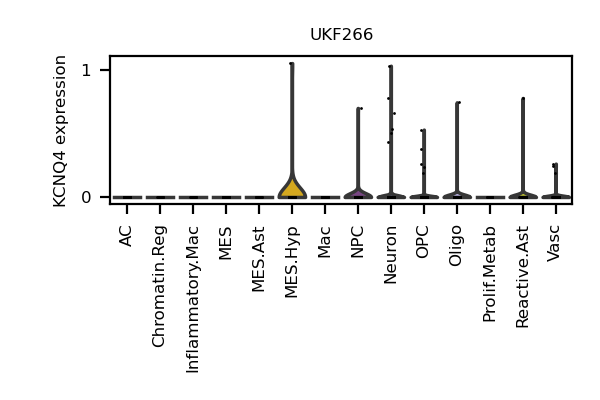 UKF266
KCNQ4 expression
1
0
AC
Chromatin.Reg
Inflammatory.Mac
MES
MES.Ast
MES.Hyp
Mac
NPC
Neuron
OPC
Oligo
Prolif.Metab
Reactive.Ast
Vasc